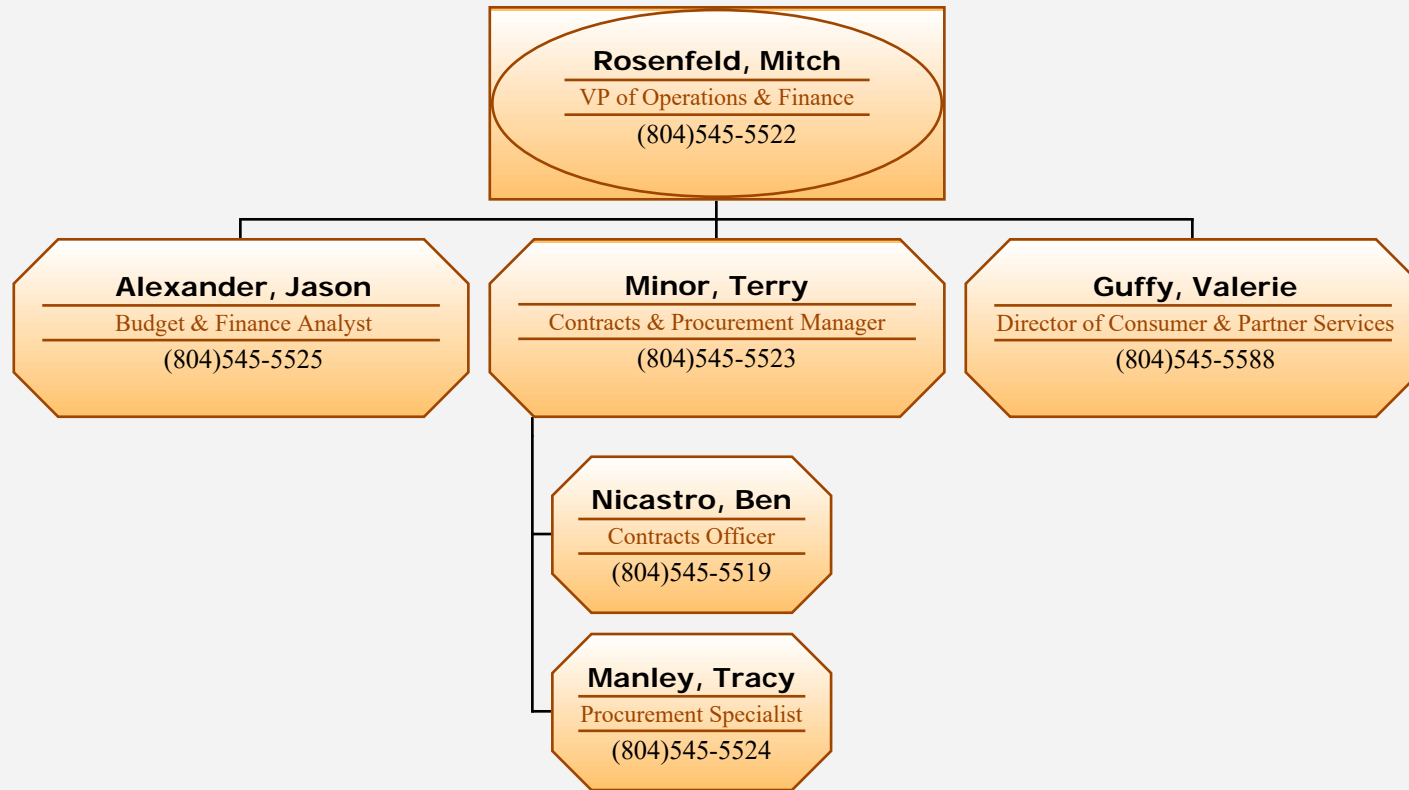 Rosenfeld, Mitch
VP of Operations & Finance
(804)545-5522
Alexander, Jason
Budget & Finance Analyst
(804)545-5525
Minor, Terry
Contracts & Procurement Manager
(804)545-5523
Guffy, Valerie
Director of Consumer & Partner Services
(804)545-5588
Nicastro, Ben
Contracts Officer
(804)545-5519
Manley, Tracy
Procurement Specialist
(804)545-5524